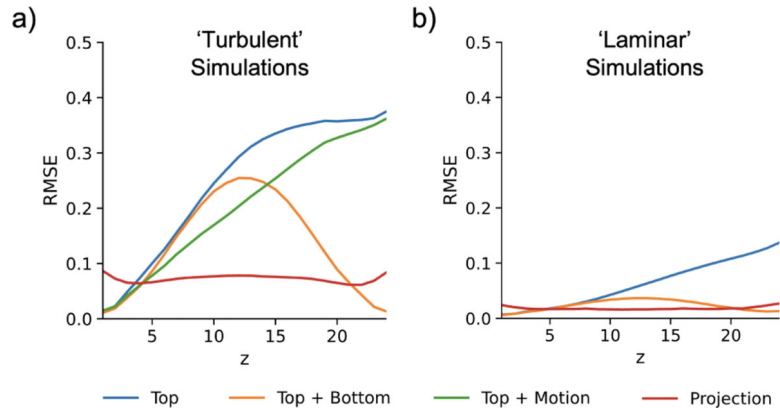 a)
‘Turbulent’
Simulations
0.5
0.4
0.3
0.2
0.1
0.0
RMSE
5
10
15
20
z
b)
‘Laminar’
Simulations
0.5
0.4
0.3
0.2
0.1
0.0
RMSE
5
10
15
20
z
Top
Top + Bottom
Top + Motion
Projection